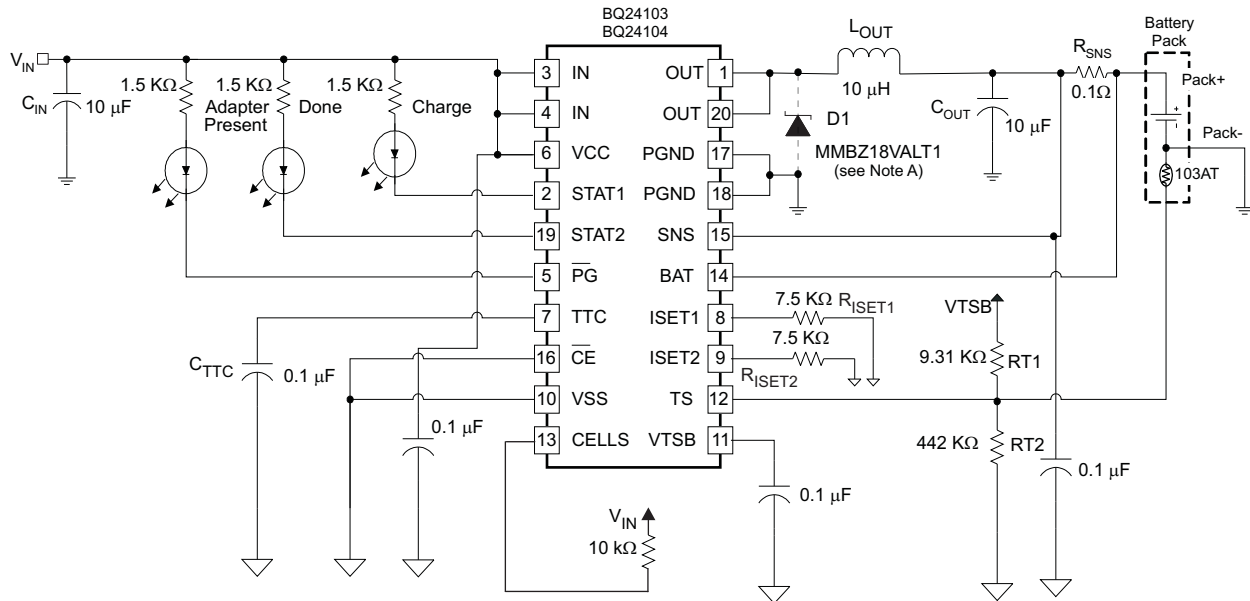 BQ24103
BQ24104
V_IN
C_IN
10 μF
1.5 KΩ
Adapter
Present
1.5 KΩ
Done
1.5 KΩ
Charge
3 IN
4 IN
6 VCC
2 STAT1
19 STAT2
5 P̅G̅
7 TTC
16 C̅E̅
10 VSS
13 CELLS
OUT 1
OUT 20
PGND 17
PGND 18
SNS 15
BAT 14
ISET1 8
ISET2 9
TS 12
VTSB 11
L_OUT
10 μH
D1
MMBZ18VALT1
(see Note A)
C_OUT
10 μF
R_SNS
0.1Ω
Battery
Pack
Pack+
+
-
Pack-
103AT
7.5 KΩ
R_ISET1
7.5 KΩ
R_ISET2
VTSB
9.31 KΩ
RT1
442 KΩ
RT2
0.1 μF
0.1 μF
C_TTC
0.1 μF
0.1 μF
V_IN
10 kΩ